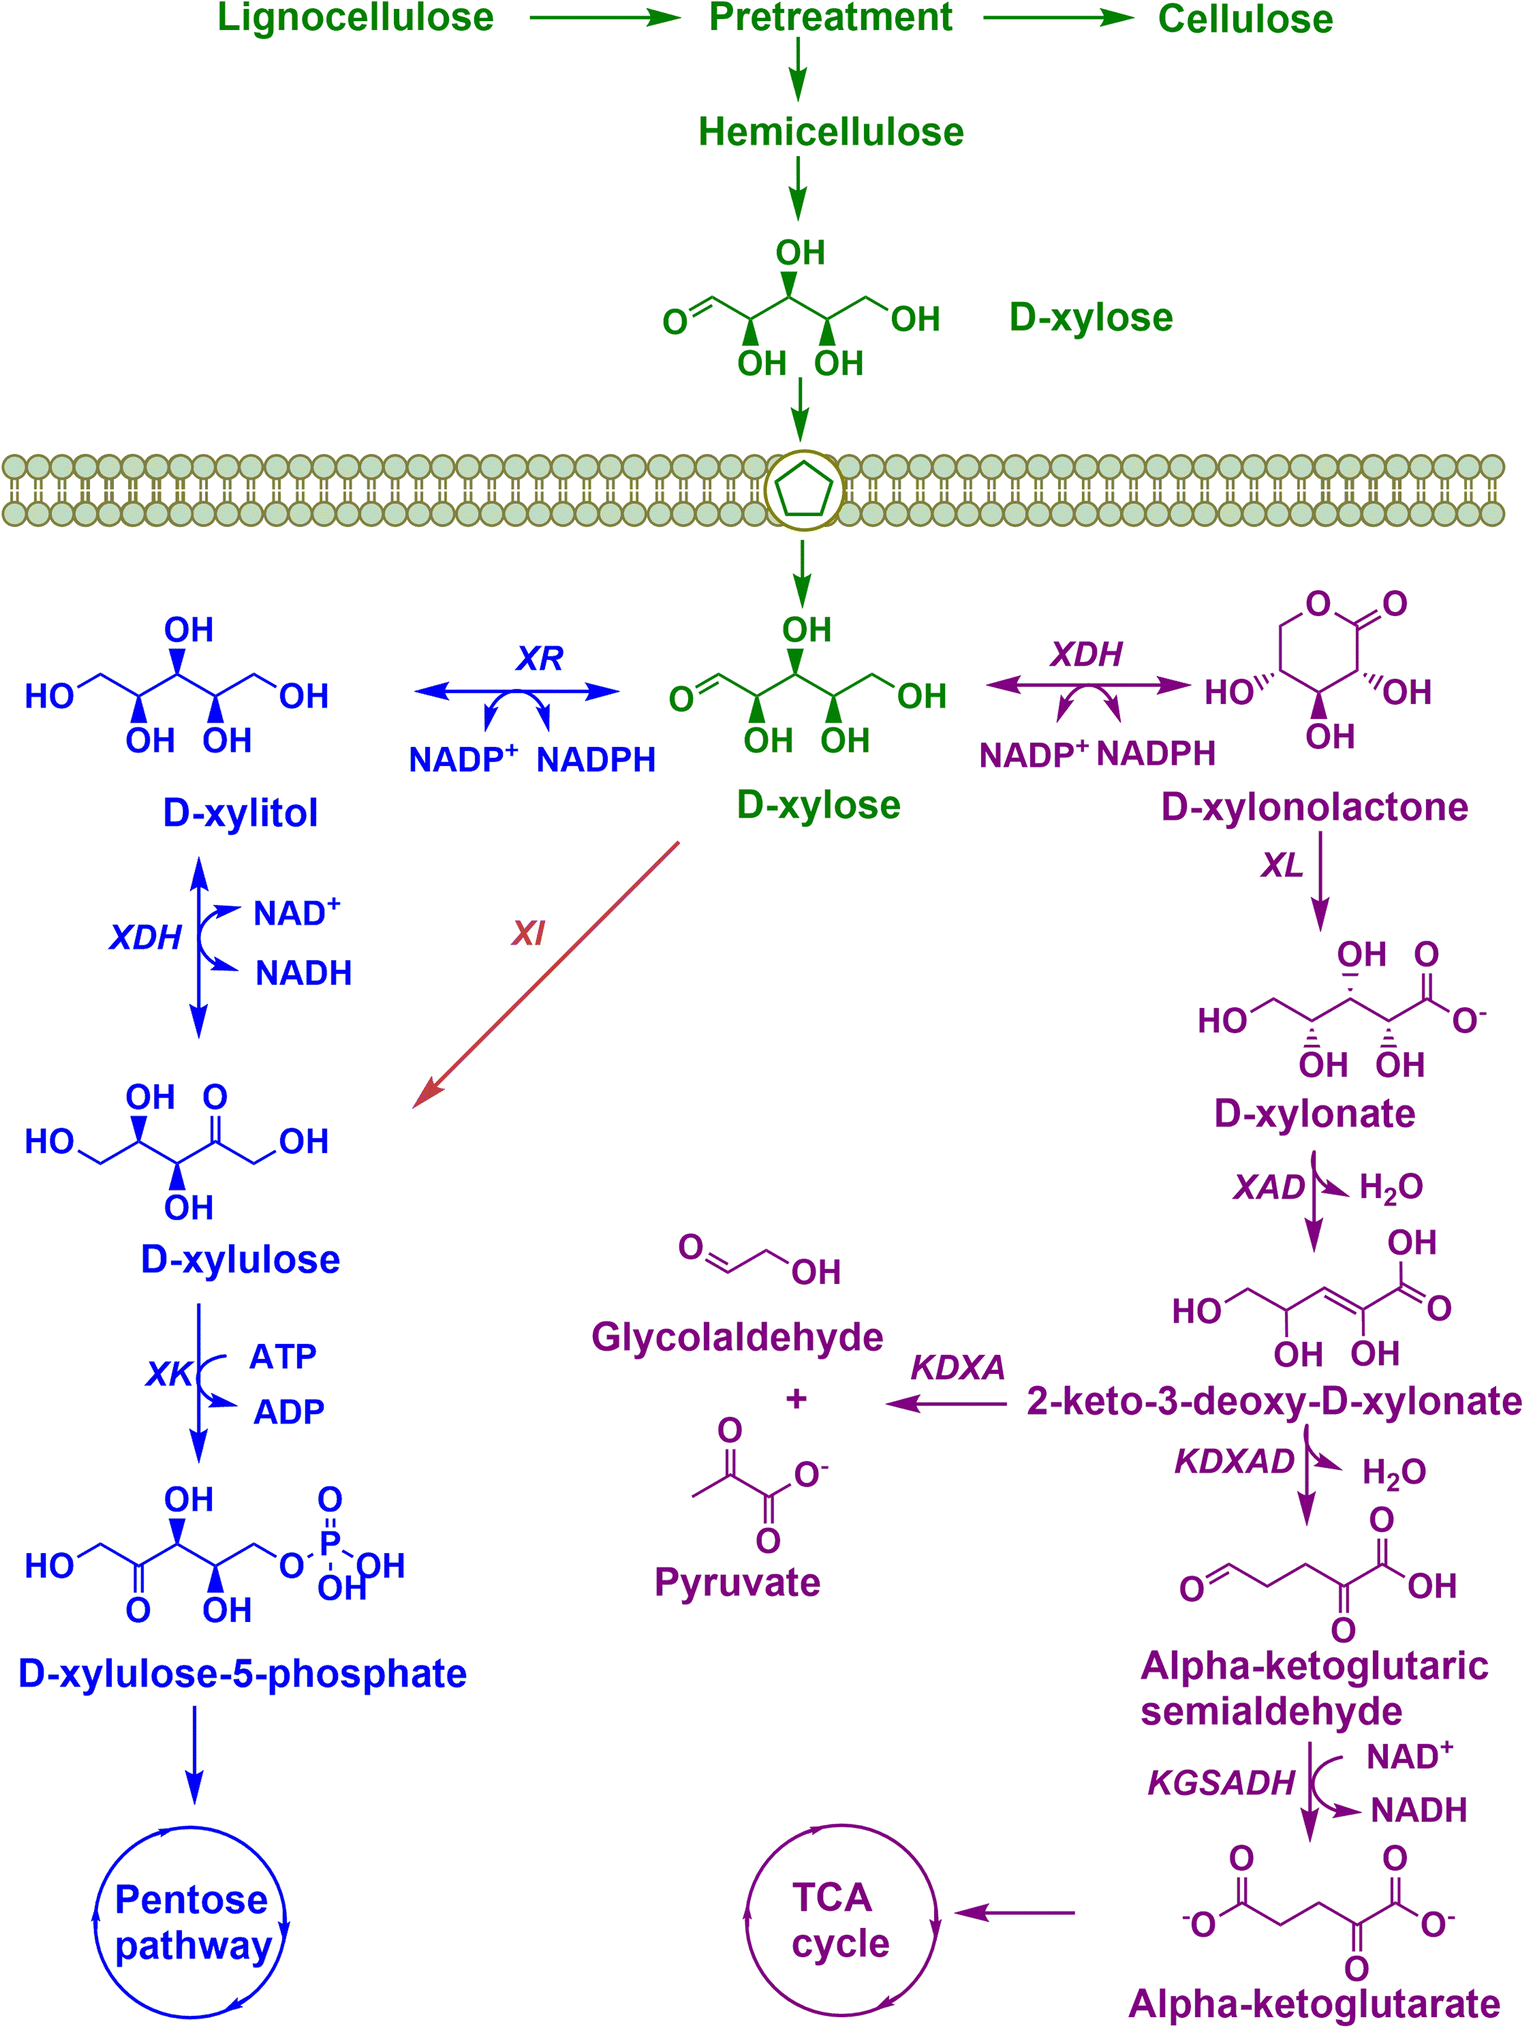 Lignocellulose
Pretreatment
Cellulose
Hemicellulose
OH
O
OH
OH
OH
D-xylose
OH
HO
OH
OH
OH
D-xylitol
XR
NADP+ NADPH
OH
O
OH
OH
OH
D-xylose
XDH
NADP+ NADPH
O
O
HO
OH
OH
D-xylonolactone
XDH
NAD+
NADH
XI
XL
OH
O
HO
O-
OH
OH
D-xylonate
OH
O
HO
OH
OH
D-xylulose
XAD
H2O
OH
HO
O
OH
OH
2-keto-3-deoxy-D-xylonate
XK
ATP
ADP
O
OH
Glycolaldehyde
+
O
O-
O
Pyruvate
KDXA
KDXAD
H2O
OH
O
HO
O
P
OH
OH
O
OH
D-xylulose-5-phosphate
O
O
OH
O
Alpha-ketoglutaric
semialdehyde
KGSADH
NAD+
NADH
Pentose
pathway
TCA
cycle
O
O
-O
O-
O
Alpha-ketoglutarate